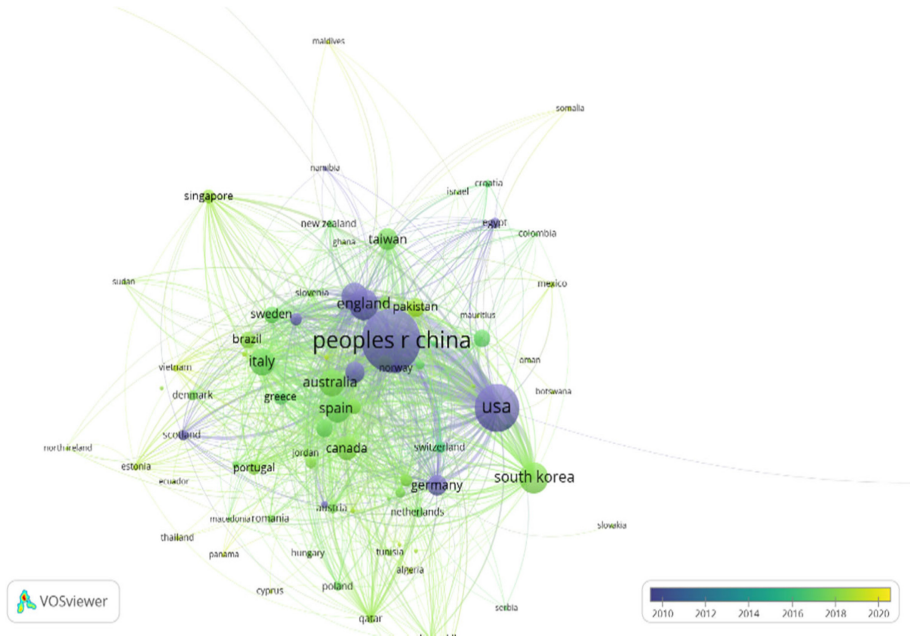 maldives
somalia
namibia
croatia
israel
singapore
new zealand
egypt
colombia
ghana
taiwan
sudan
mexico
slovenia
england
pakistan
sweden
mauritius
brazil
peoples r china
italy
oman
vietnam
norway
australia
denmark
greece
botswana
spain
usa
scotland
north ireland
canada
switzerland
jordan
estonia
portugal
ecuador
south korea
germany
austria
netherlands
macedonia
romania
slovakia
thailand
panama
hungary
tunisia
algeria
cyprus
poland
serbia
qatar
VOSviewer
2010 2012 2014 2016 2018 2020